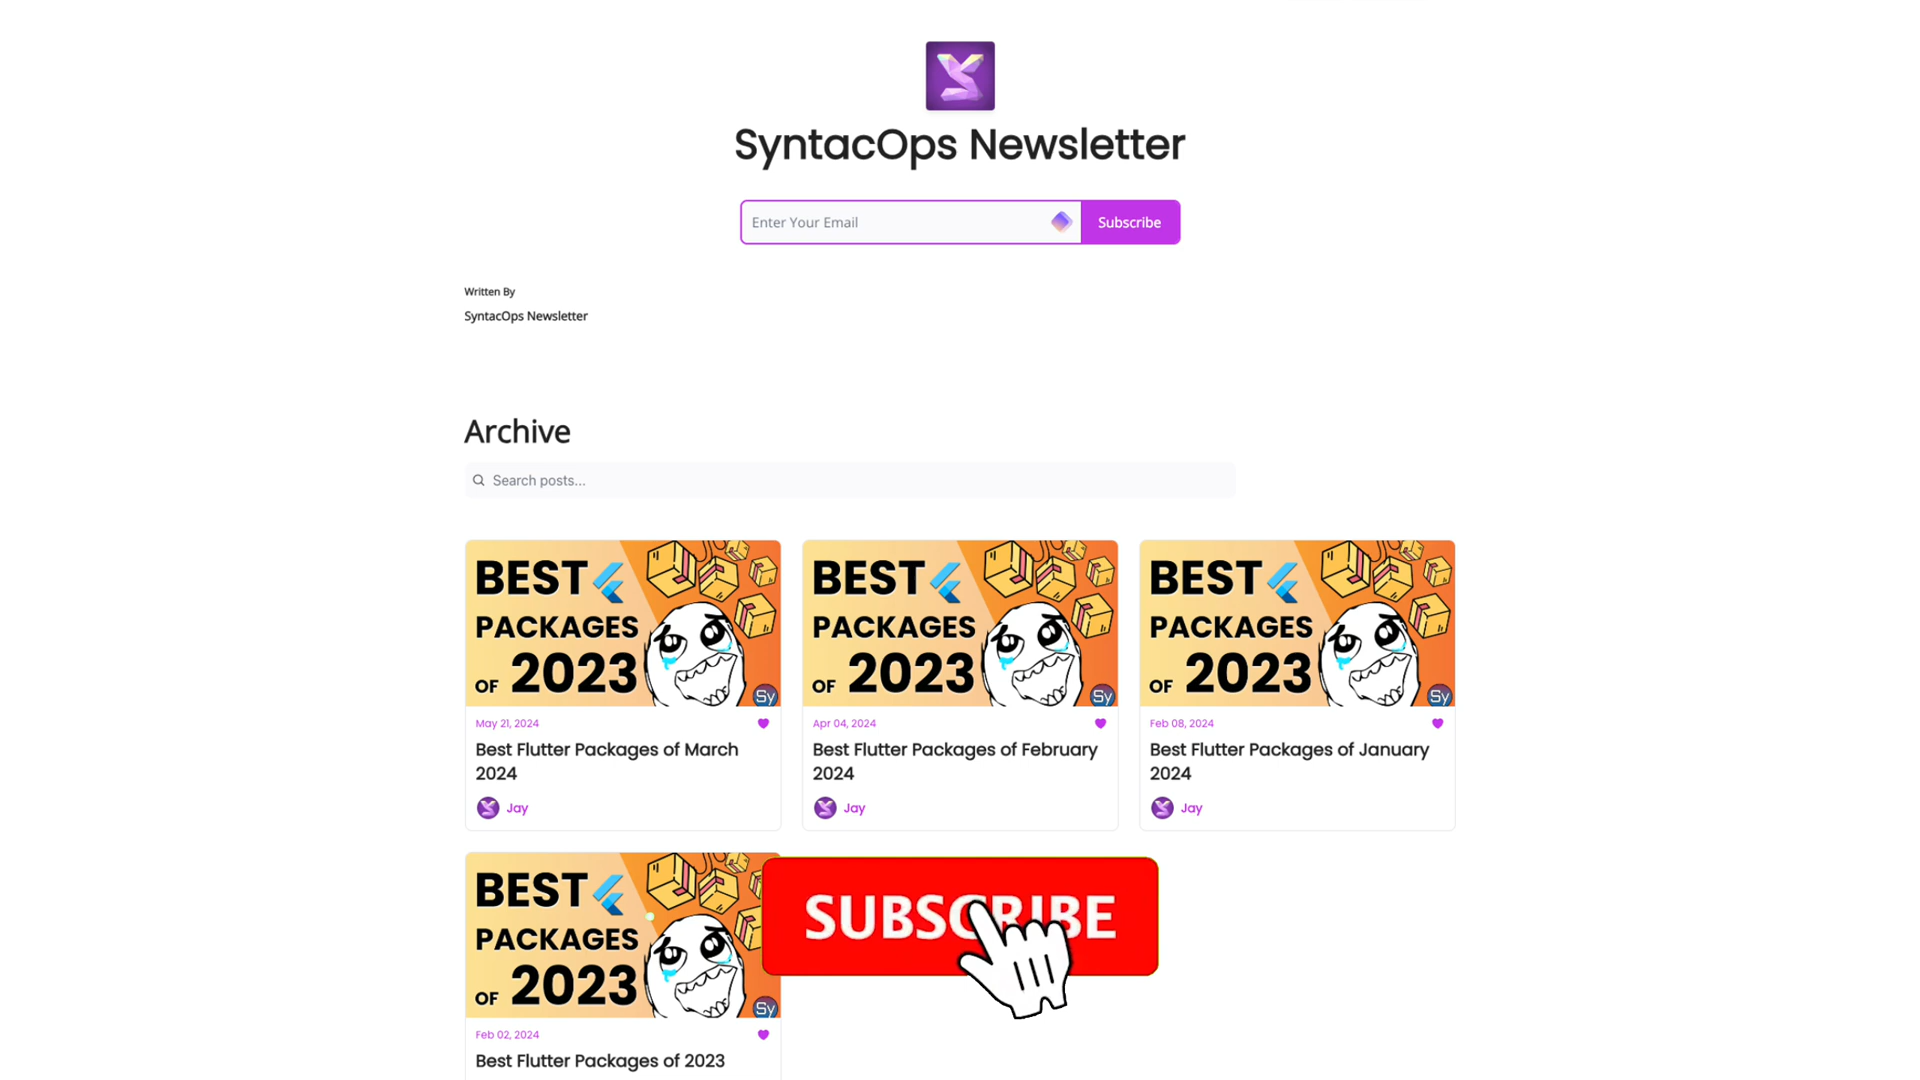 SyntacOps Newsletter
Enter Your Email
Subscribe
Written By
SyntacOps Newsletter
Archive
Search posts...
BEST
PACKAGES
OF 2023
Sy
May 21, 2024
Best Flutter Packages of March
2024
Jay
BEST
PACKAGES
OF 2023
Sy
Apr 04, 2024
Best Flutter Packages of February
2024
Jay
BEST
PACKAGES
OF 2023
Sy
Feb 08, 2024
Best Flutter Packages of January
2024
Jay
BEST
PACKAGES
OF 2023
Sy
Feb 02, 2024
Best Flutter Packages of 2023
SUBSCRIBE